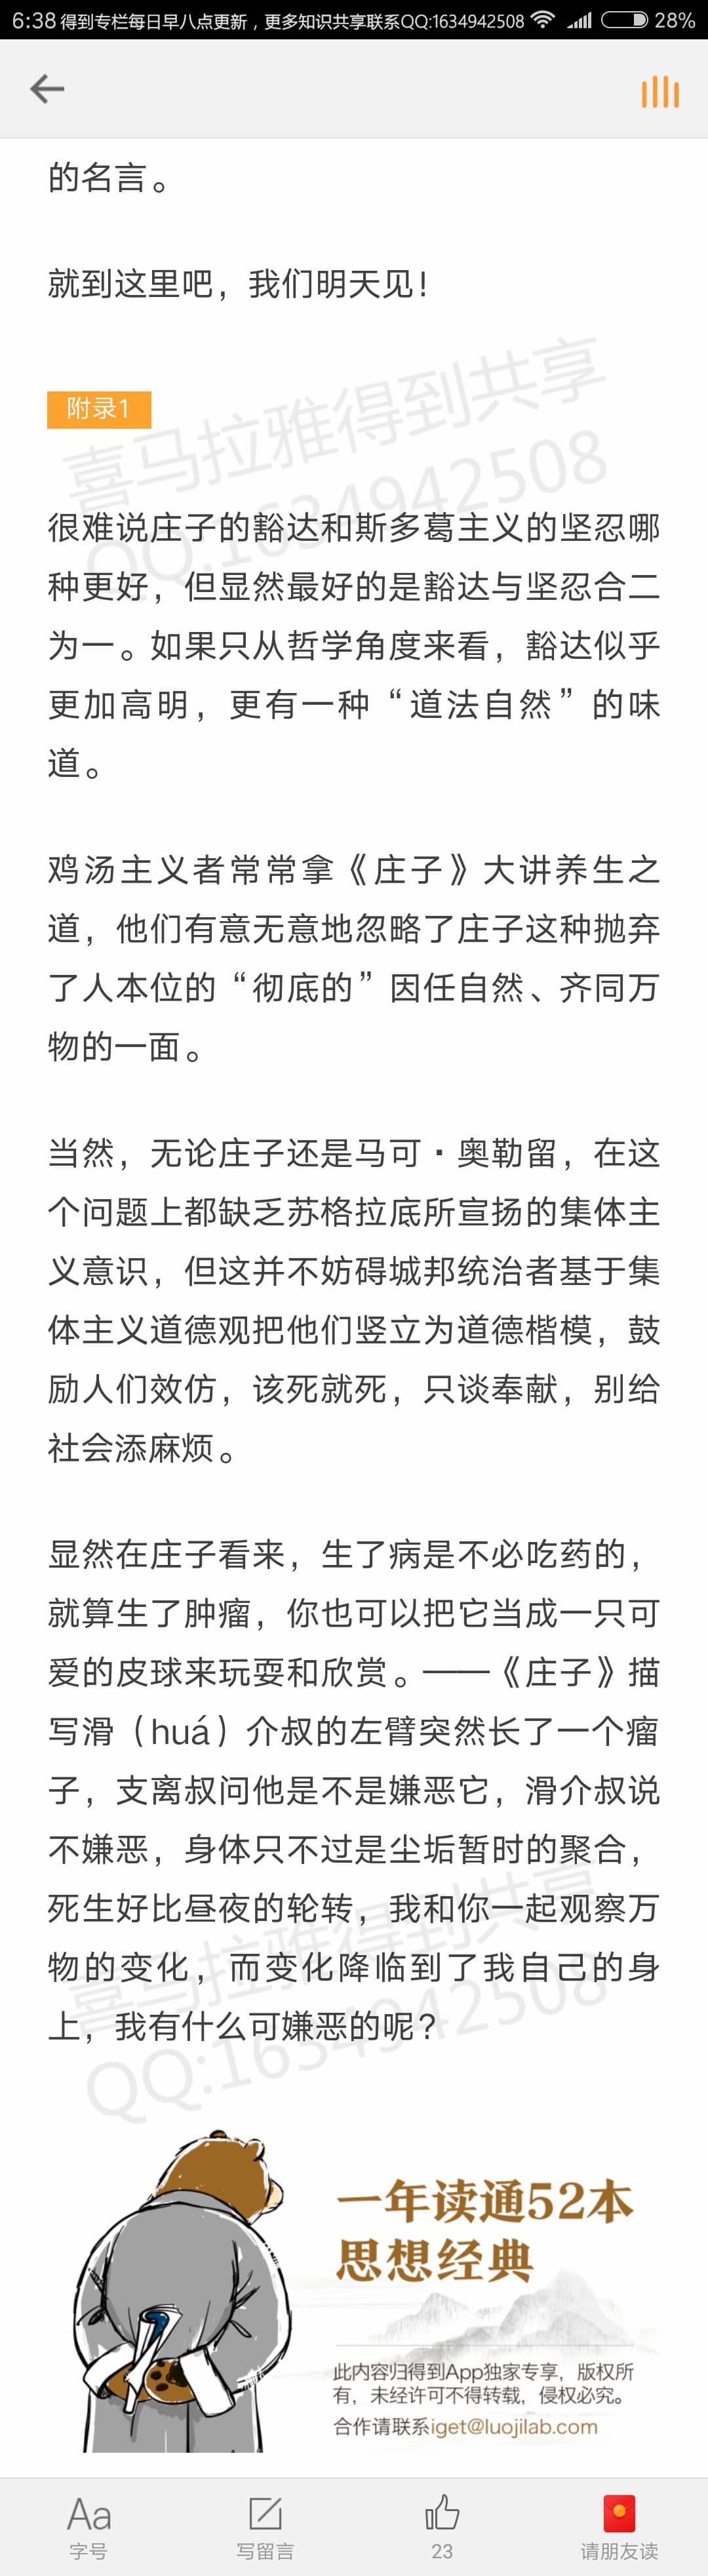 6:38 得到专栏每日早八点更新，更多知识共享联系QQ:1634942508 28%
的名言。
就到这里吧，我们明天见！
附录1
喜马拉雅得到共享
QQ:1634942508
很难说庄子的豁达和斯多葛主义的坚忍哪
种更好，但显然最好的是豁达与坚忍合二
为一。如果只从哲学角度来看，豁达似乎
更加高明，更有一种“道法自然”的味
道。
鸡汤主义者常常拿《庄子》大讲养生之
道，他们有意无意地忽略了庄子这种抛弃
了人本位的“彻底的”因任自然、齐同万
物的一面。
当然，无论庄子还是马可·奥勒留，在这
个问题上都缺乏苏格拉底所宣扬的集体主
义意识，但这并不妨碍城邦统治者基于集
体主义道德观把他们竖立为道德楷模，鼓
励人们效仿，该死就死，只谈奉献，别给
社会添麻烦。
显然在庄子看来，生了病是不必吃药的，
就算生了肿瘤，你也可以把它当成一只可
爱的皮球来玩耍和欣赏。——《庄子》描
写滑（huá）介叔的左臂突然长了一个瘤
子，支离叔问他是不是嫌恶它，滑介叔说
不嫌恶，身体只不过是尘垢暂时的聚合，
死生好比昼夜的轮转，我和你一起观察万
物的变化，而变化降临到了我自己的身
上，我有什么可嫌恶的呢？
喜马拉雅得到共享
QQ:1634942508
一年读通52本
思想经典
此内容归得到App独家专享，版权所
有，未经许可不得转载，侵权必究。
合作请联系iget@luojilab.com
Aa
字号 写留言 23 请朋友读